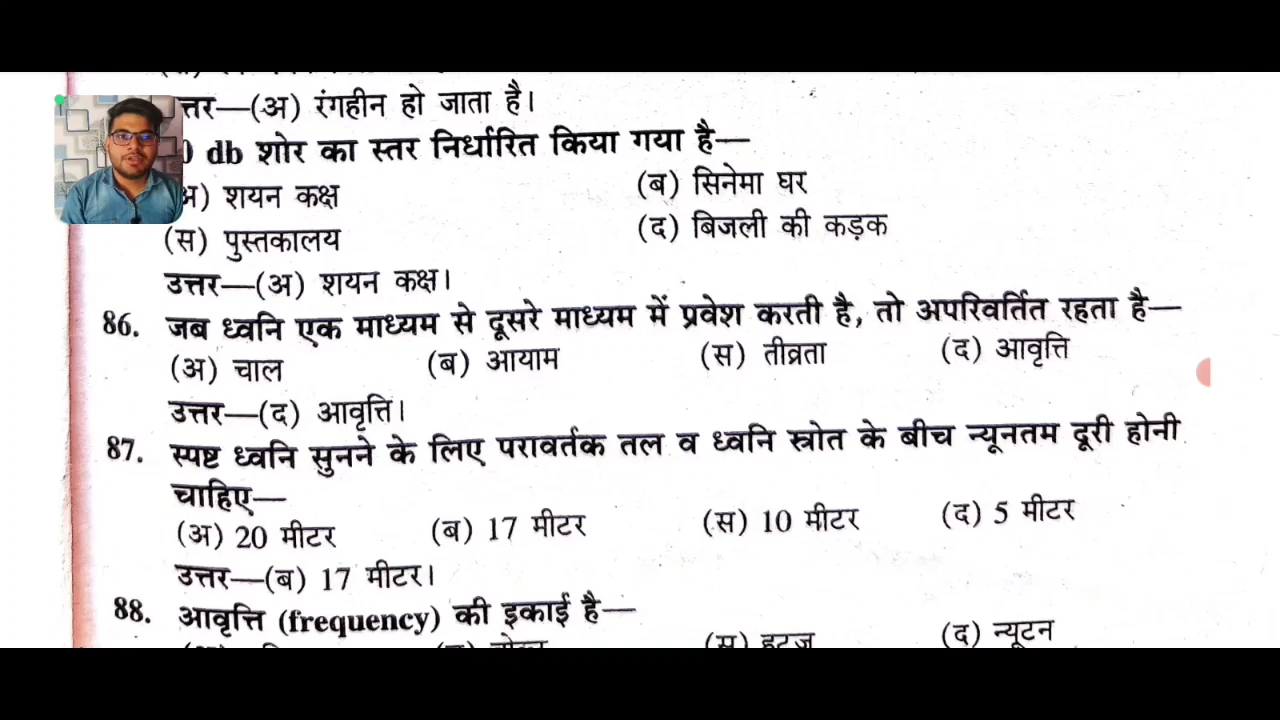 त्तर—(अ) रंगहीन हो जाता है।
db शोर का स्तर निर्धारित किया गया है—
अ) शयन कक्ष (ब) सिनेमा घर
(स) पुस्तकालय (द) बिजली की कड़क
उत्तर—(अ) शयन कक्ष।
86. जब ध्वनि एक माध्यम से दूसरे माध्यम में प्रवेश करती है, तो अपरिवर्तित रहता है—
(अ) चाल (ब) आयाम (स) तीव्रता (द) आवृत्ति
उत्तर—(द) आवृत्ति।
87. स्पष्ट ध्वनि सुनने के लिए परावर्तक तल व ध्वनि स्रोत के बीच न्यूनतम दूरी होनी
चाहिए—
(अ) 20 मीटर (ब) 17 मीटर (स) 10 मीटर (द) 5 मीटर
उत्तर—(ब) 17 मीटर।
88. आवृत्ति (frequency) की इकाई है—
(स) हर्ट्ज (द) न्यूटन